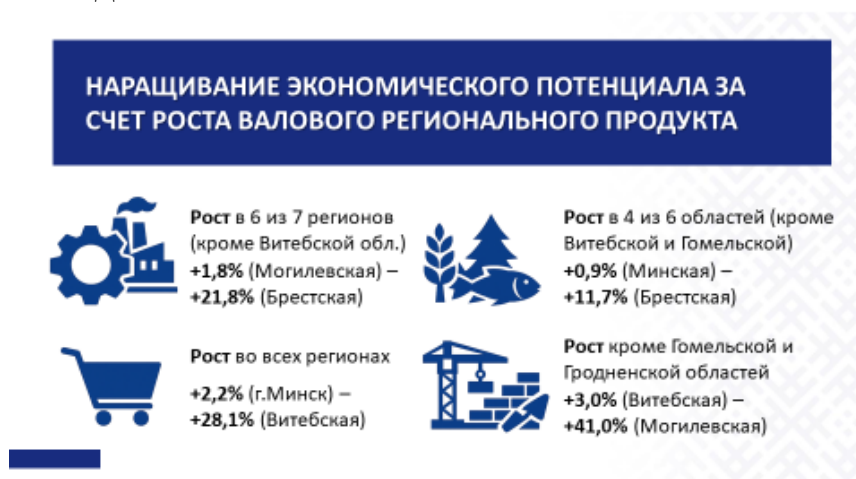 НАРАЩИВАНИЕ ЭКОНОМИЧЕСКОГО ПОТЕНЦИАЛА ЗА
СЧЕТ РОСТА ВАЛОВОГО РЕГИОНАЛЬНОГО ПРОДУКТА
Рост в 6 из 7 регионов
(кроме Витебской обл.)
+1,8% (Могилевская) –
+21,8% (Брестская)
Рост в 4 из 6 областей (кроме
Витебской и Гомельской)
+0,9% (Минская) –
+11,7% (Брестская)
Рост во всех регионах
+2,2% (г.Минск) –
+28,1% (Витебская)
Рост кроме Гомельской и
Гродненской областей
+3,0% (Витебская) –
+41,0% (Могилевская)